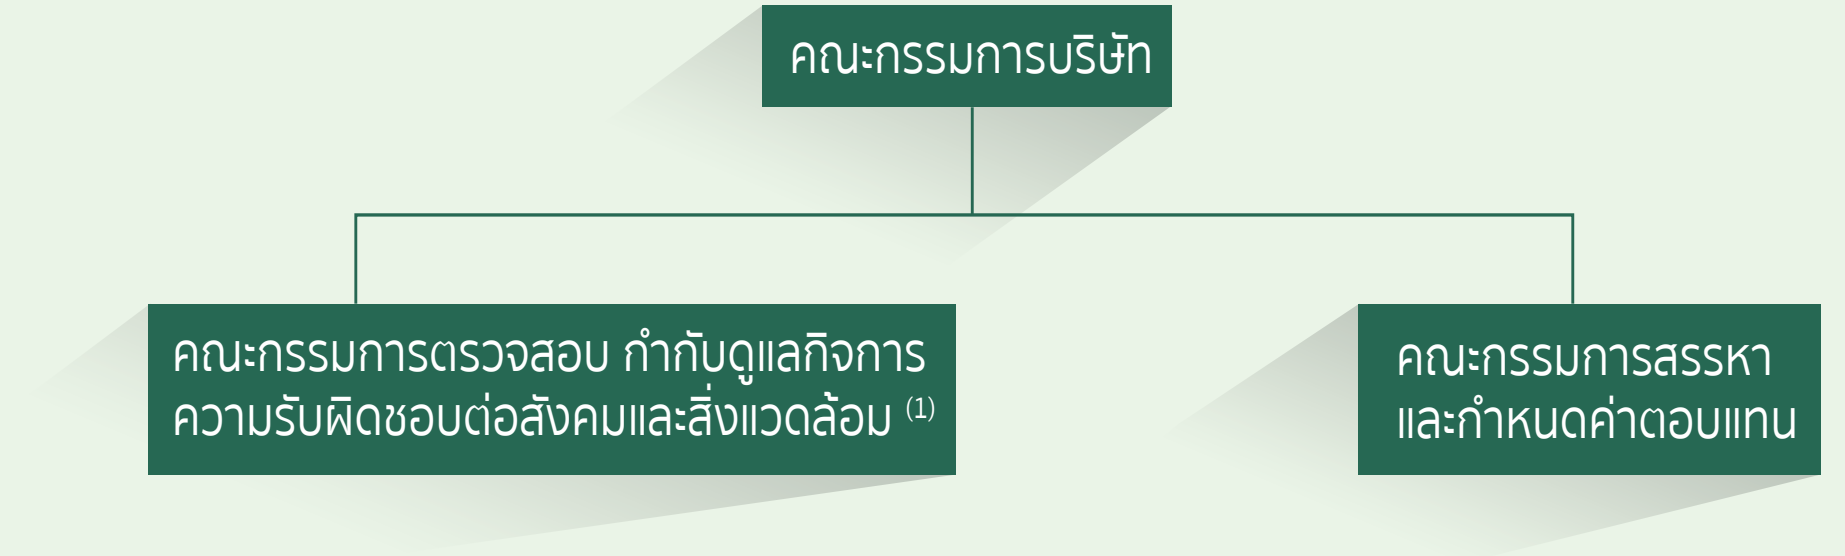 คณะกรรมการบริษัท
คณะกรรมการตรวจสอบ กำกับดูแลกิจการ
ความรับผิดชอบต่อสังคมและสิ่งแวดล้อม (1)
คณะกรรมการสรรหา
และกำหนดค่าตอบแทน